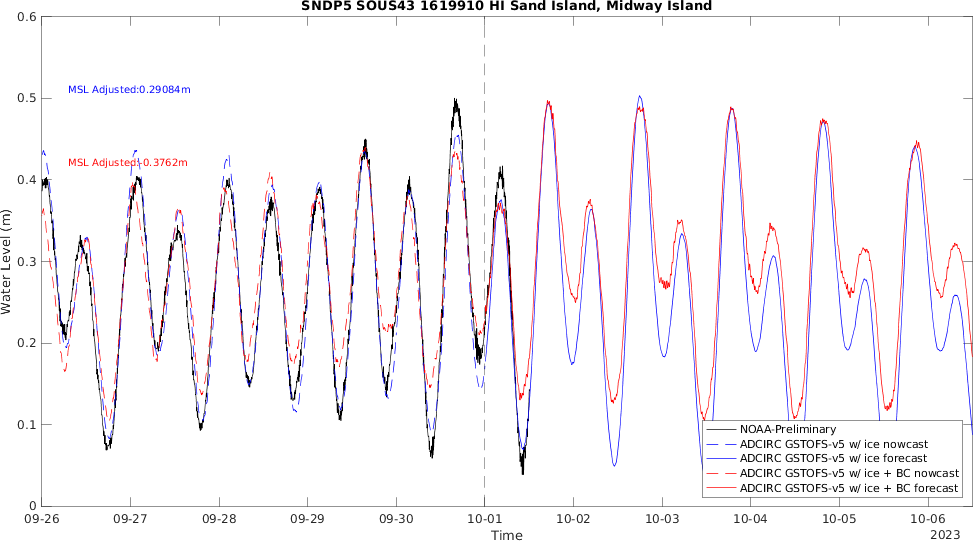 SNDP5 SOUS43 1619910 HI Sand Island, Midway Island
0.6
0.5
0.4
0.3
0.2
0.1
0
Water Level (m)
MSL Adjusted:0.29084m
MSL Adjusted:-0.3762m
NOAA-Preliminary
ADCIRC GSTOFS-v5 w/ ice nowcast
ADCIRC GSTOFS-v5 w/ ice forecast
ADCIRC GSTOFS-v5 w/ ice + BC nowcast
ADCIRC GSTOFS-v5 w/ ice + BC forecast
09-26 09-27 09-28 09-29 09-30 10-01 10-02 10-03 10-04 10-05 10-06
2023
Time